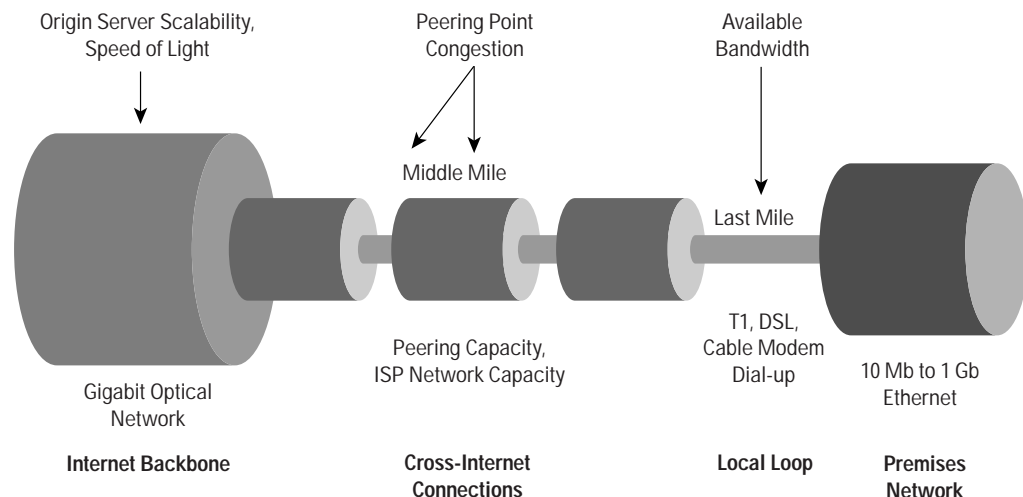 Origin Server Scalability,
Speed of Light
Peering Point
Congestion
Available
Bandwidth
Middle Mile
Last Mile
Gigabit Optical
Network
Peering Capacity,
ISP Network Capacity
T1, DSL,
Cable Modem
Dial-up
10 Mb to 1 Gb
Ethernet
Internet Backbone
Cross-Internet
Connections
Local Loop
Premises
Network